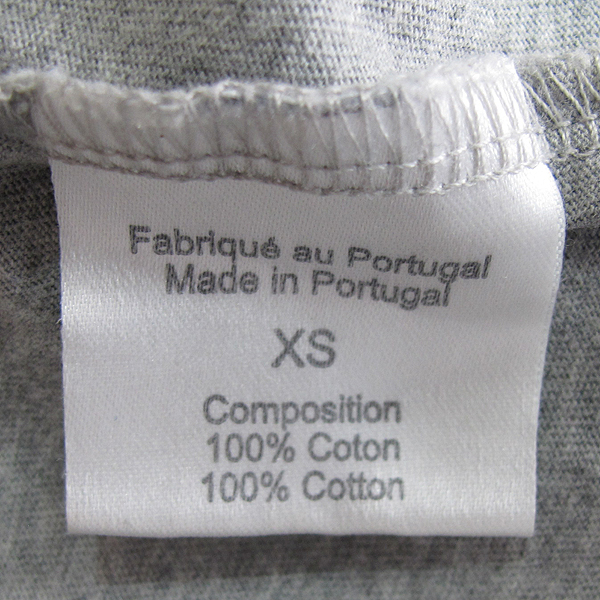 Fabriqué au Portugal
Made in Portugal
XS
Composition
100% Coton
100% Cotton